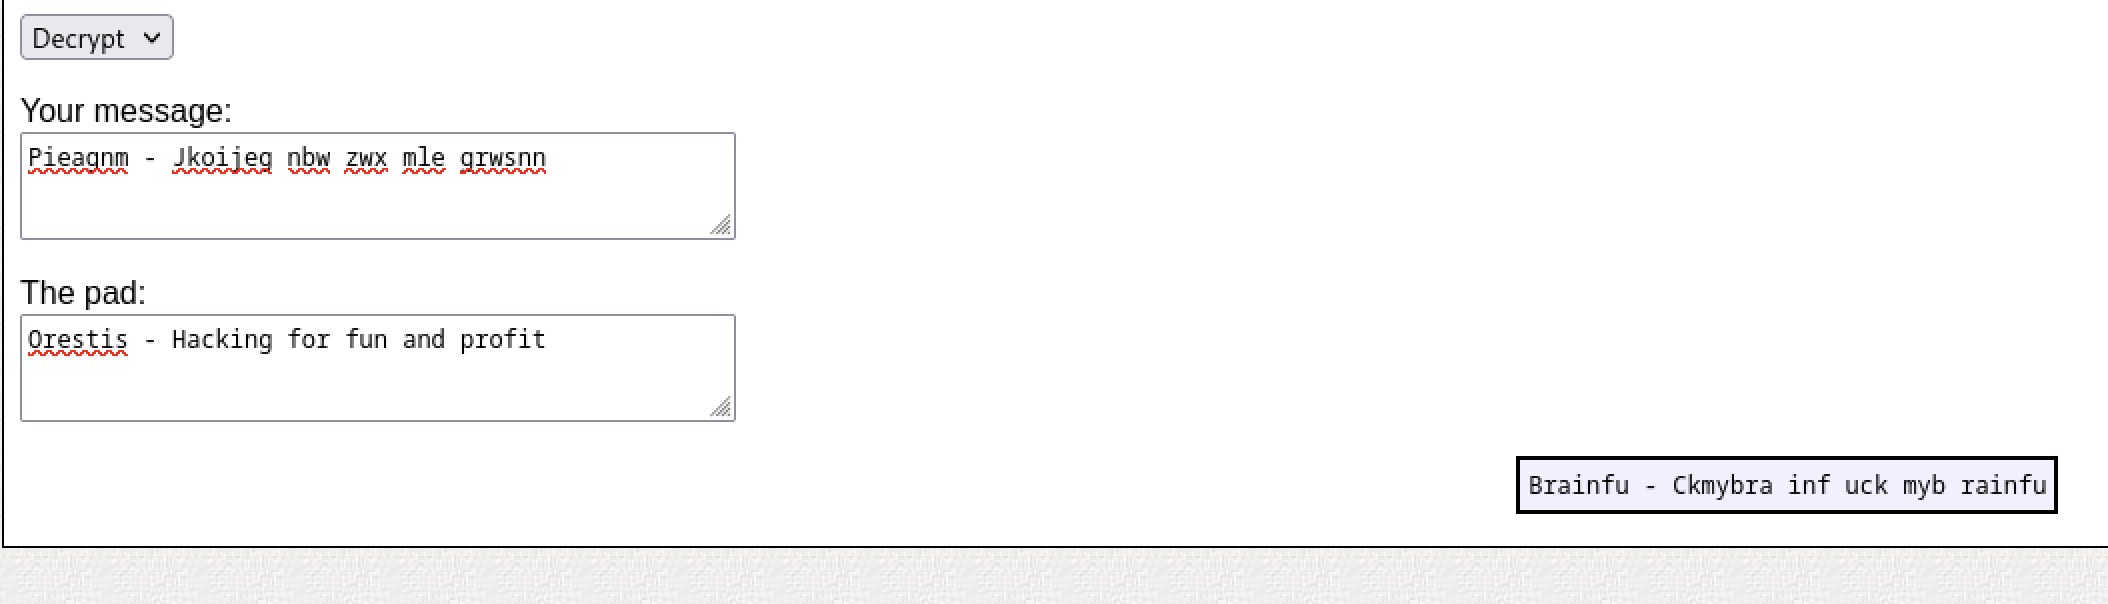 Decrypt
Your message:
Pieagnm - Jkoijeg nbw zwx mle grwsnn
The pad:
Orestis - Hacking for fun and profit
Brainfu - Ckmybra inf uck myb rainfu